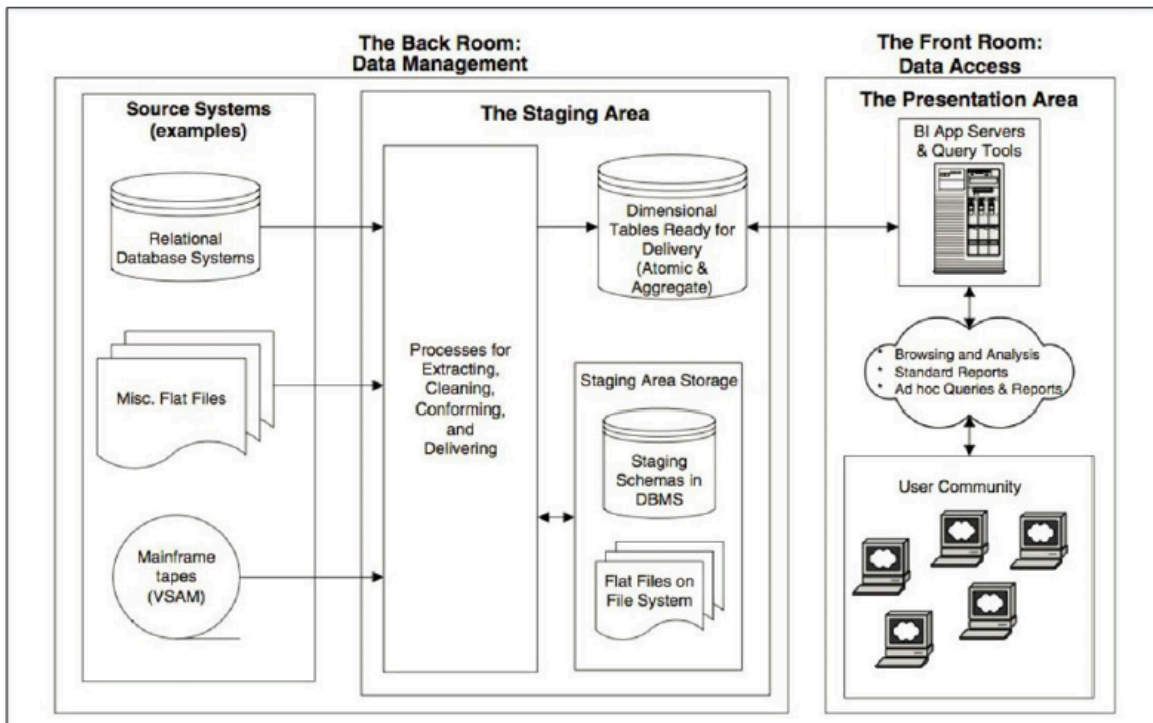 The Back Room:
Data Management
The Front Room:
Data Access
Source Systems
(examples)
Relational
Database Systems
Misc. Flat Files
Mainframe
tapes
(VSAM)
The Staging Area
Processes for
Extracting,
Cleaning,
Conforming,
and
Delivering
Dimensional
Tables Ready for
Delivery
(Atomic &
Aggregate)
Staging Area Storage
Staging
Schemas in
DBMS
Flat Files on
File System
The Presentation Area
BI App Servers
& Query Tools
* Browsing and Analysis
* Standard Reports
* Ad hoc Queries & Reports
User Community